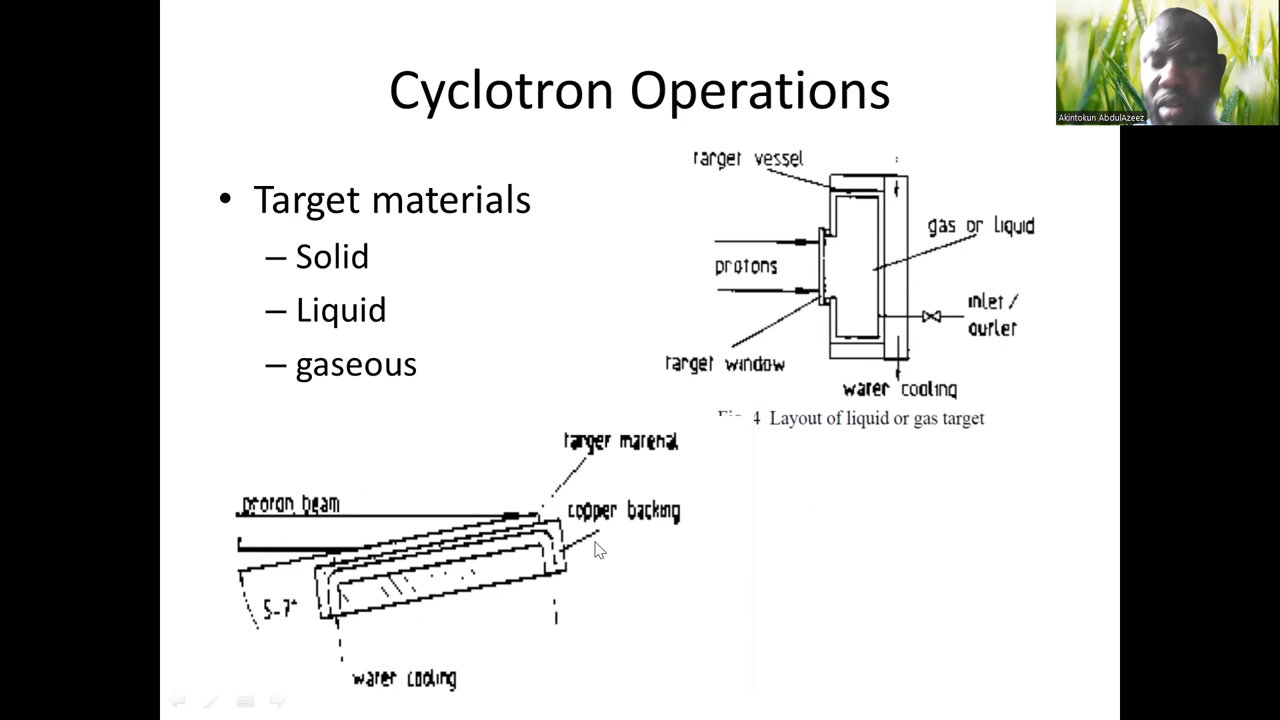 Cyclotron Operations
Akintokun AbdulAzeez
• Target materials
– Solid
– Liquid
– gaseous
target vessel
gas or liquid
protons
inlet /
outlet
target window
water cooling
4 Layout of liquid or gas target
target material
proton beam
copper backing
5-7°
water cooling